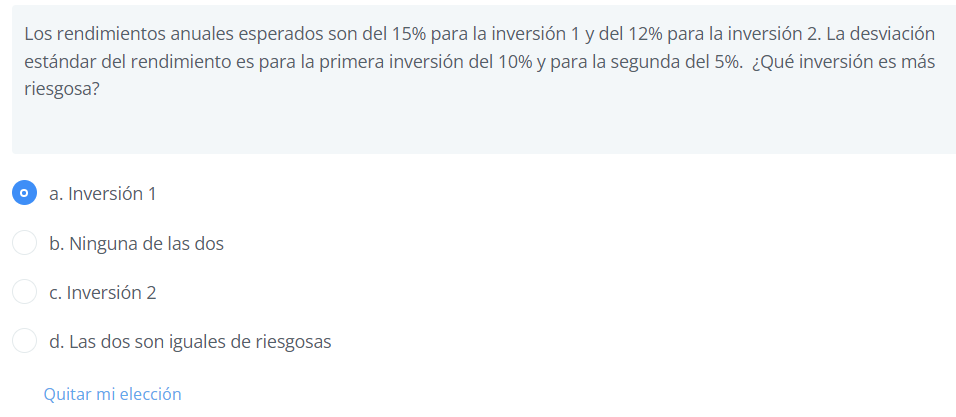 Los rendimientos anuales esperados son del 15% para la inversión 1 y del 12% para la inversión 2. La desviación
estándar del rendimiento es para la primera inversión del 10% y para la segunda del 5%. ¿Qué inversión es más
riesgosa?
a. Inversión 1
b. Ninguna de las dos
c. Inversión 2
d. Las dos son iguales de riesgosas
Quitar mi elección